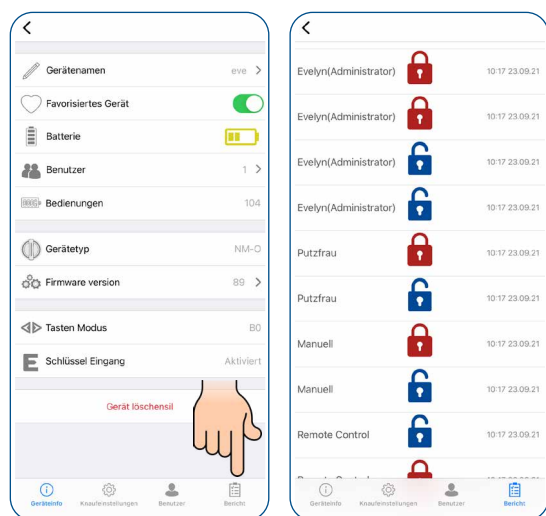 Gerätenamen eve
Favorisiertes Gerät
Batterie
Benutzer 1
Bedienungen 104
Gerätetyp NM-O
Firmware version 89
Tasten Modus B0
E Schlüssel Eingang Aktiviert
Gerät löschensil
Geräteinfo Knaufeinstellungen Benutzer Bericht
Evelyn(Administrator) 10:17 23.09.21
Evelyn(Administrator) 10:17 23.09.21
Evelyn(Administrator) 10:17 23.09.21
Evelyn(Administrator) 10:17 23.09.21
Putzfrau 10:17 23.09.21
Putzfrau 10:17 23.09.21
Manuell 10:17 23.09.21
Manuell 10:17 23.09.21
Remote Control 10:17 23.09.21
Geräteinfo Knaufeinstellungen Benutzer Bericht